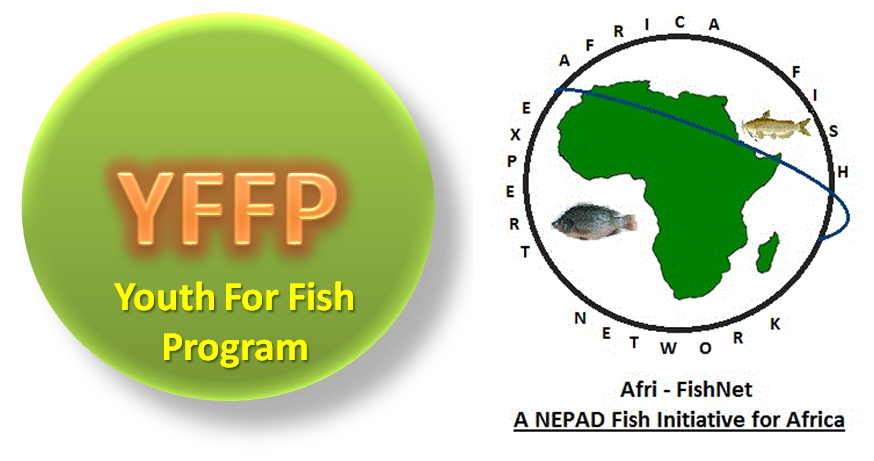 YFFP
Youth For Fish
Program
AFRICA FISH EXPERT NETWORK
Afri - FishNet
A NEPAD Fish Initiative for Africa